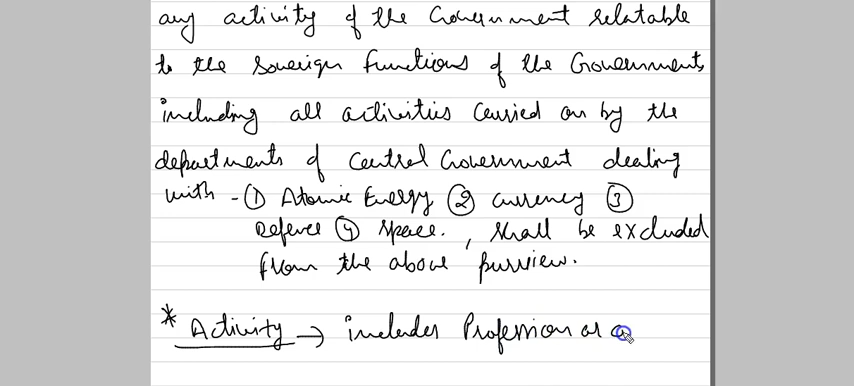 any activity of the Government relatable
to the Sovereign Functions of the Governments
including all activities carried on by the
departments of Central Government dealing
with - ① Atomic Energy ② currency ③
Defence ④ space. , shall be excluded
from the above purview.
* Activity → includes Profession or a